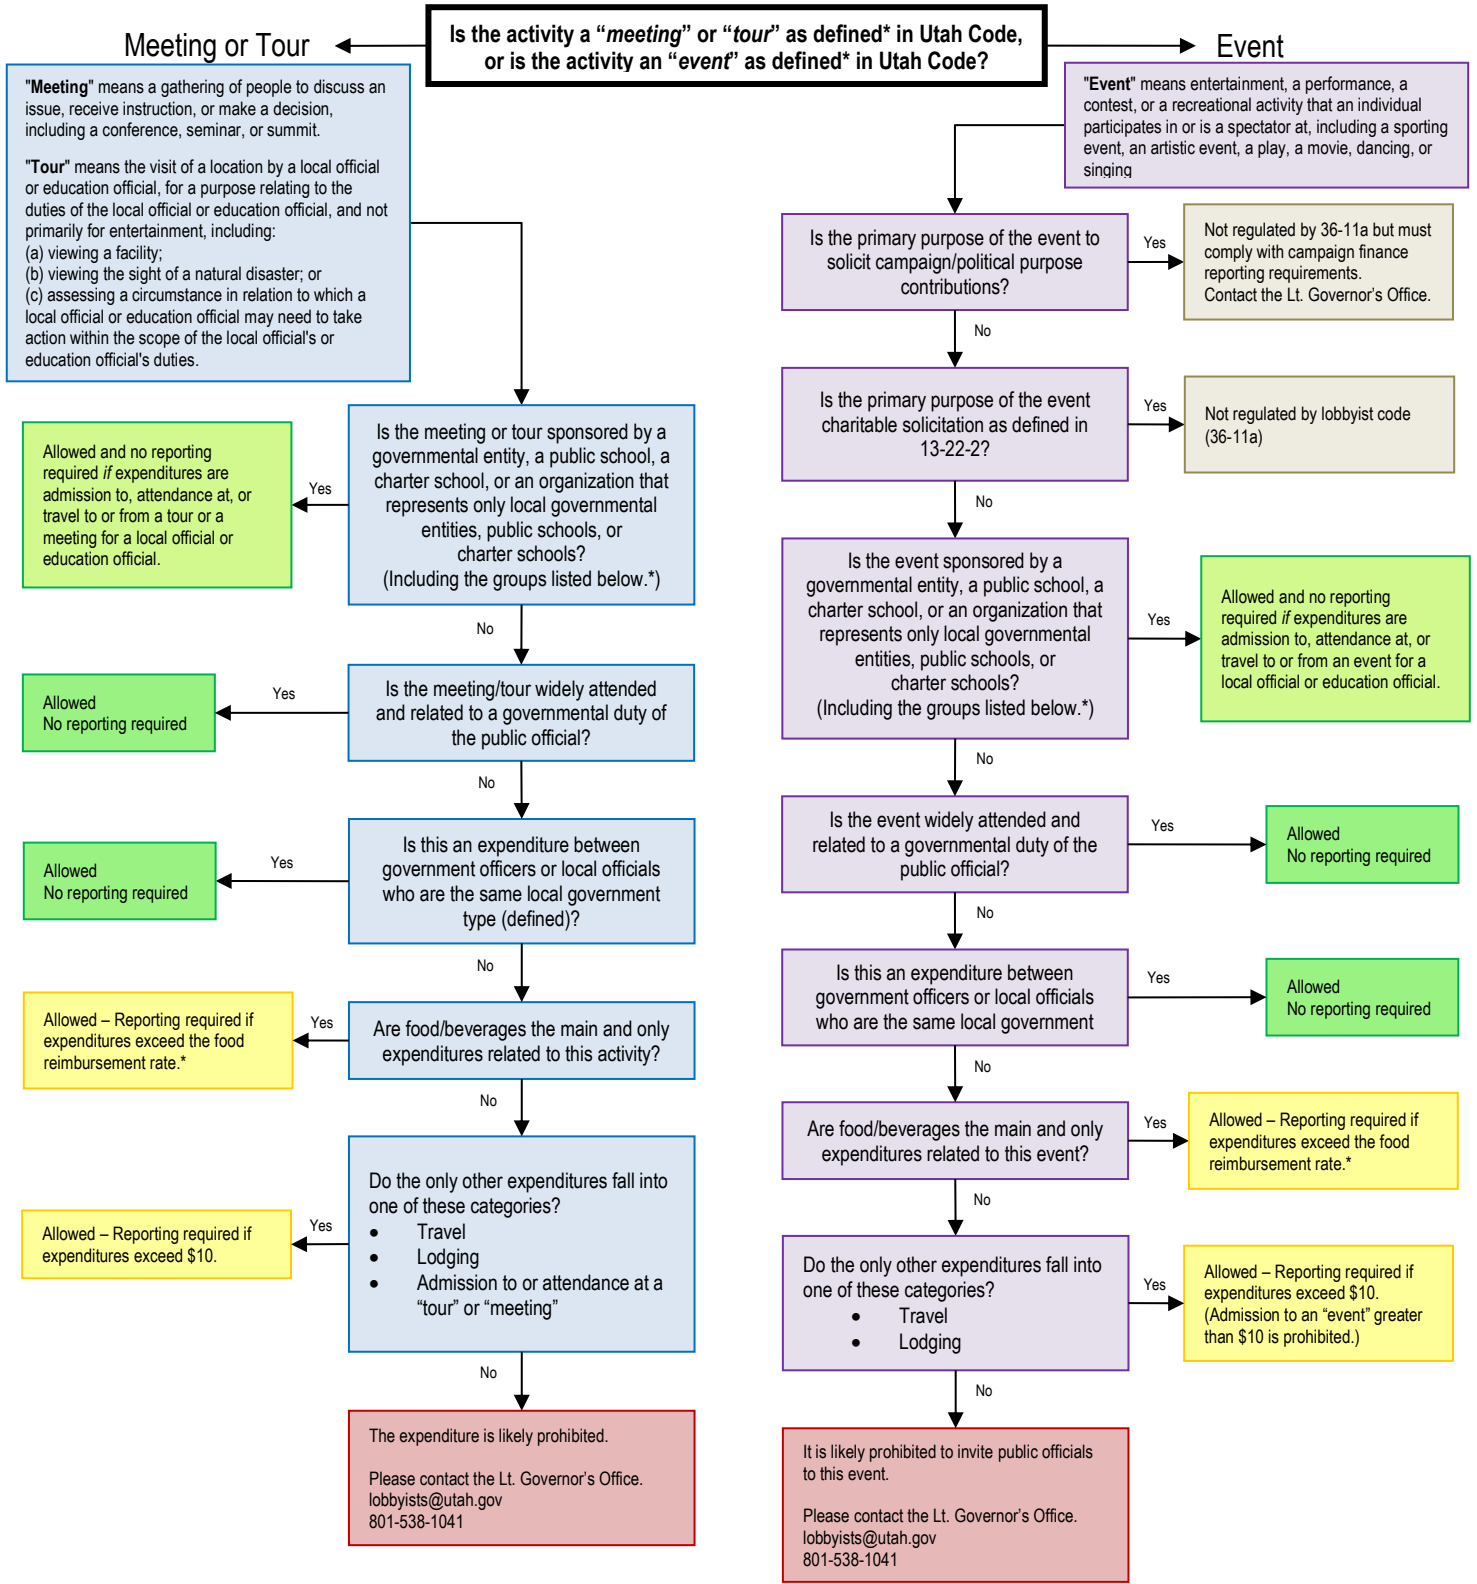 Is the activity a “meeting” or “tour” as defined* in Utah Code,
or is the activity an “event” as defined* in Utah Code?
Meeting or Tour
"Meeting" means a gathering of people to discuss an
issue, receive instruction, or make a decision,
including a conference, seminar, or summit.
"Tour" means the visit of a location by a local official
or education official, for a purpose relating to the
duties of the local official or education official, and not
primarily for entertainment, including:
(a) viewing a facility;
(b) viewing the sight of a natural disaster; or
(c) assessing a circumstance in relation to which a
local official or education official may need to take
action within the scope of the local official's or
education official's duties.
Is the meeting or tour sponsored by a
governmental entity, a public school, a
charter school, or an organization that
represents only local governmental
entities, public schools, or
charter schools?
(Including the groups listed below.*)
Yes
Allowed and no reporting
required if expenditures are
admission to, attendance at, or
travel to or from a tour or a
meeting for a local official or
education official.
No
Is the meeting/tour widely attended
and related to a governmental duty of
the public official?
Yes
Allowed
No reporting required
No
Is this an expenditure between
government officers or local officials
who are the same local government
type (defined)?
Yes
Allowed
No reporting required
No
Are food/beverages the main and only
expenditures related to this activity?
Yes
Allowed – Reporting required if
expenditures exceed the food
reimbursement rate.*
No
Do the only other expenditures fall into
one of these categories?
• Travel
• Lodging
• Admission to or attendance at a
“tour” or “meeting”
Yes
Allowed – Reporting required if
expenditures exceed $10.
No
The expenditure is likely prohibited.
Please contact the Lt. Governor’s Office.
lobbyists@utah.gov
801-538-1041
Event
"Event" means entertainment, a performance, a
contest, or a recreational activity that an individual
participates in or is a spectator at, including a sporting
event, an artistic event, a play, a movie, dancing, or
singing
Is the primary purpose of the event to
solicit campaign/political purpose
contributions?
Yes
Not regulated by 36-11a but must
comply with campaign finance
reporting requirements.
Contact the Lt. Governor’s Office.
No
Is the primary purpose of the event
charitable solicitation as defined in
13-22-2?
Yes
Not regulated by lobbyist code
(36-11a)
No
Is the event sponsored by a
governmental entity, a public school, a
charter school, or an organization that
represents only local governmental
entities, public schools, or
charter schools?
(Including the groups listed below.*)
Yes
Allowed and no reporting
required if expenditures are
admission to, attendance at, or
travel to or from an event for a
local official or education official.
No
Is the event widely attended and
related to a governmental duty of the
public official?
Yes
Allowed
No reporting required
No
Is this an expenditure between
government officers or local officials
who are the same local government
Yes
Allowed
No reporting required
No
Are food/beverages the main and only
expenditures related to this event?
Yes
Allowed – Reporting required if
expenditures exceed the food
reimbursement rate.*
No
Do the only other expenditures fall into
one of these categories?
• Travel
• Lodging
Yes
Allowed – Reporting required if
expenditures exceed $10.
(Admission to an “event” greater
than $10 is prohibited.)
No
It is likely prohibited to invite public officials
to this event.
Please contact the Lt. Governor’s Office.
lobbyists@utah.gov
801-538-1041